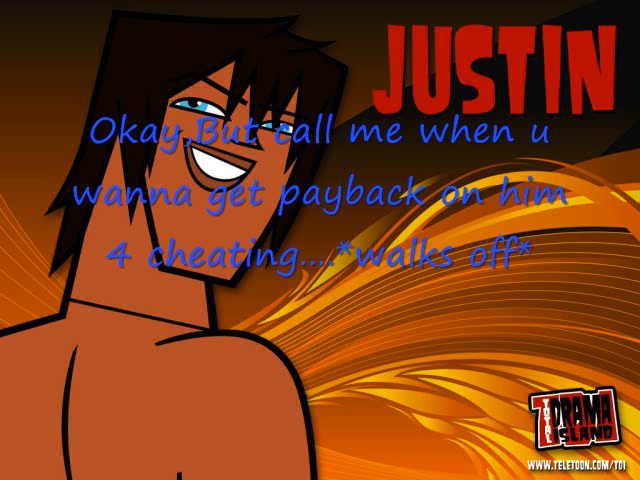 JUSTIN
Okay,But call me when u
wanna get payback on him
4 cheating....*walks off*
TOTAL
DRAMA
ISLAND
WWW.TELETOON.COM/TDI